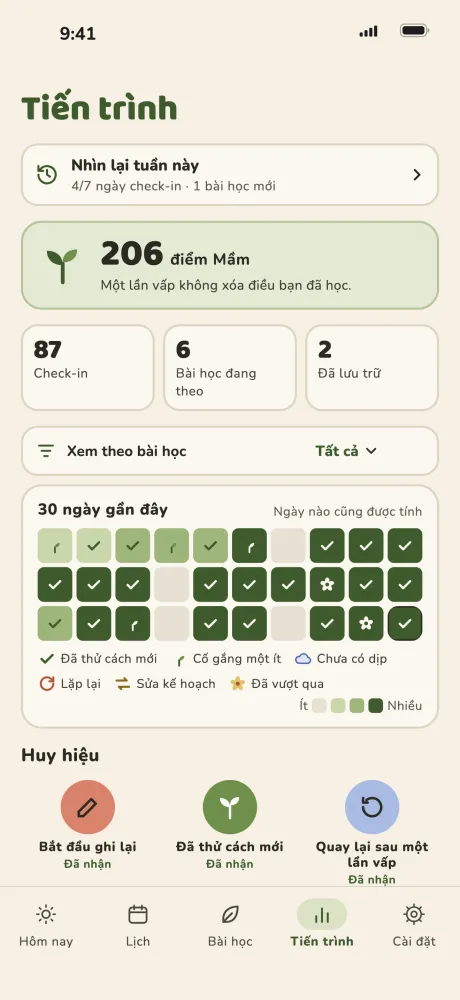 9:41
Tiến trình
Nhìn lại tuần này
4/7 ngày check-in · 1 bài học mới
206 điểm Mầm
Một lần vấp không xóa điều bạn đã học.
87
Check-in
6
Bài học đang
theo
2
Đã lưu trữ
Xem theo bài học
Tất cả
30 ngày gần đây
Ngày nào cũng được tính
Đã thử cách mới
Cố gắng một ít
Chưa có dịp
Lặp lại
Sửa kế hoạch
Đã vượt qua
Ít
Nhiều
Huy hiệu
Bắt đầu ghi lại
Đã nhận
Đã thử cách mới
Đã nhận
Quay lại sau một
lần vấp
Đã nhận
Hôm nay
Lịch
Bài học
Tiến trình
Cài đặt